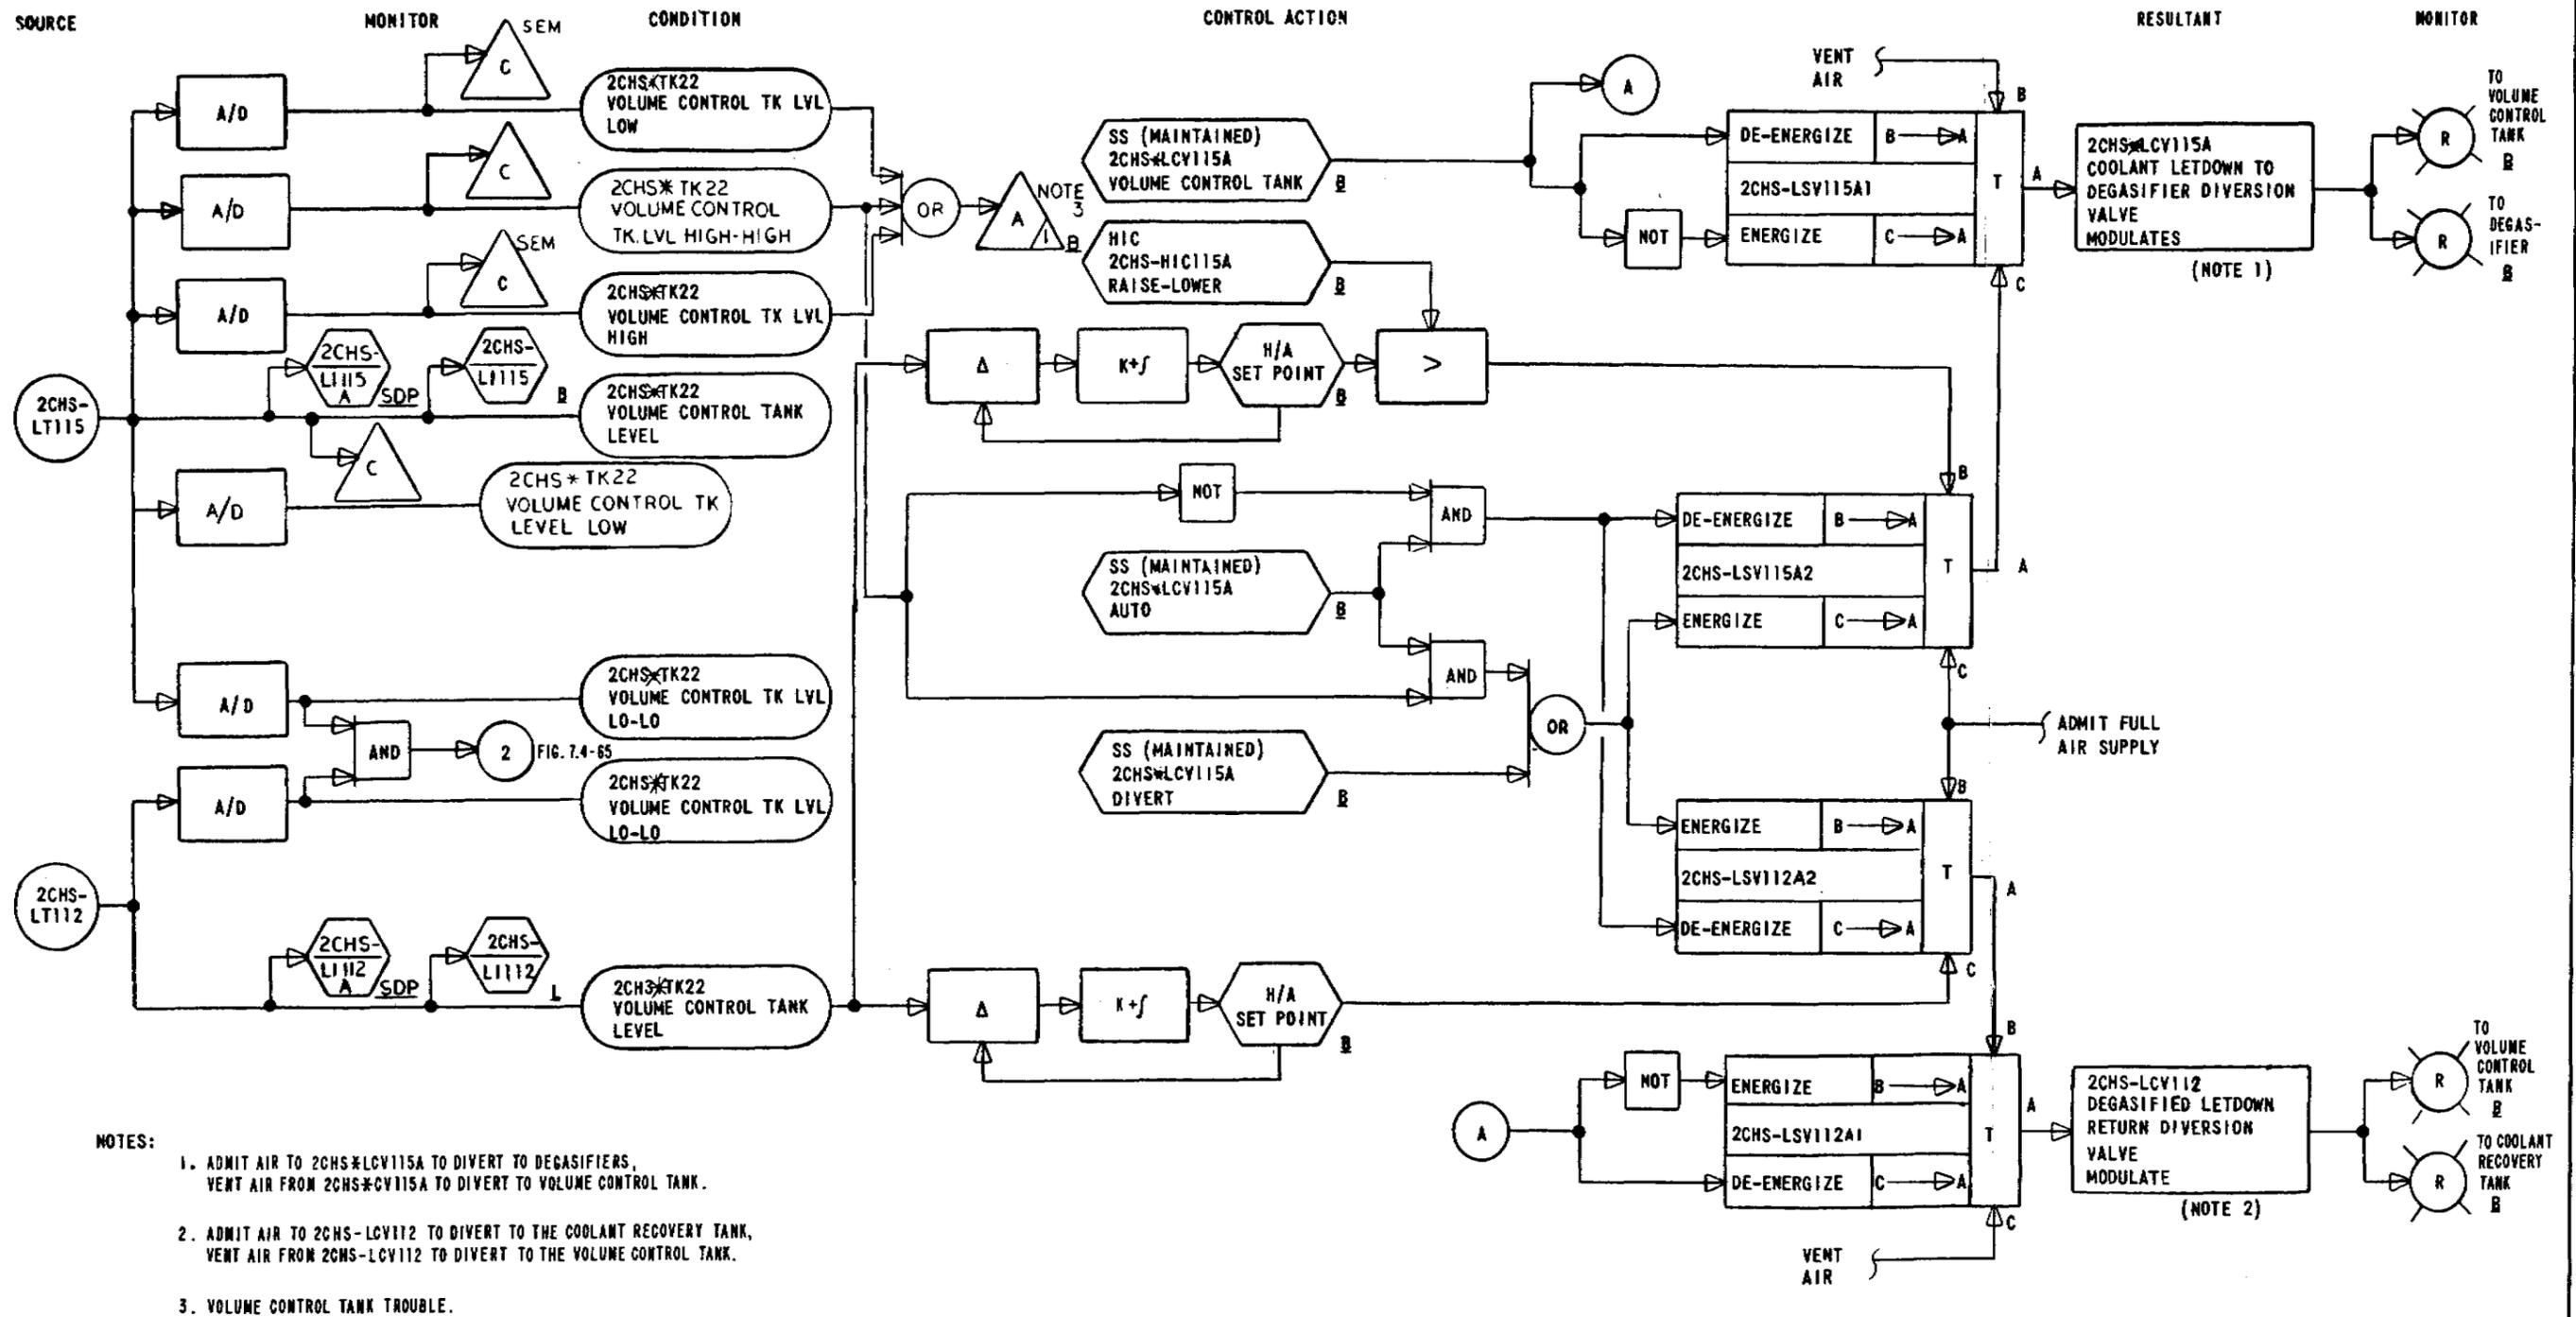 SOURCE
MONITOR
CONDITION
CONTROL ACTION
RESULTANT
MONITOR
SEM
C
A/D
2CHS*TK22
VOLUME CONTROL TK LVL
LOW
C
A/D
2CHS* TK22
VOLUME CONTROL
TK. LVL HIGH-HIGH
SEM
C
A/D
2CHS*TK22
VOLUME CONTROL TK LVL
HIGH
OR
A
1
NOTE
3
B
2CHS-
LT115
2CHS-
LI115
A
SDP
2CHS-
LI115
B
2CHS*TK22
VOLUME CONTROL TANK
LEVEL
C
A/D
2CHS * TK22
VOLUME CONTROL TK
LEVEL LOW
A/D
2CHS*TK22
VOLUME CONTROL TK LVL
LO-LO
AND
2
FIG. 7.4-65
A/D
2CHS*TK22
VOLUME CONTROL TK LVL
LO-LO
2CHS-
LT112
2CHS-
LI112
A
SDP
2CHS-
LI112
L
2CH3*TK22
VOLUME CONTROL TANK
LEVEL
SS (MAINTAINED)
2CHS*LCV115A
VOLUME CONTROL TANK
B
A
HIC
2CHS-HIC115A
RAISE-LOWER
B
Δ
K+∫
H/A
SET POINT
B
>
NOT
AND
SS (MAINTAINED)
2CHS*LCV115A
AUTO
B
AND
SS (MAINTAINED)
2CHS*LCV115A
DIVERT
B
OR
Δ
K+∫
H/A
SET POINT
B
VENT
AIR
B
DE-ENERGIZE
B
A
2CHS-LSV115A1
T
A
NOT
ENERGIZE
C
A
C
2CHS*LCV115A
COOLANT LETDOWN TO
DEGASIFIER DIVERSION
VALVE
MODULATES
(NOTE 1)
R
TO
VOLUME
CONTROL
TANK
B
R
TO
DEGAS-
IFIER
B
B
DE-ENERGIZE
B
A
2CHS-LSV115A2
T
A
ENERGIZE
C
A
C
ADMIT FULL
AIR SUPPLY
B
ENERGIZE
B
A
2CHS-LSV112A2
T
A
DE-ENERGIZE
C
A
C
B
A
NOT
ENERGIZE
B
A
2CHS-LSV112A1
T
A
DE-ENERGIZE
C
A
C
VENT
AIR
2CHS-LCV112
DEGASIFIED LETDOWN
RETURN DIVERSION
VALVE
MODULATE
(NOTE 2)
R
TO
VOLUME
CONTROL
TANK
B
R
TO COOLANT
RECOVERY
TANK
B
NOTES:
1. ADMIT AIR TO 2CHS*LCV115A TO DIVERT TO DEGASIFIERS,
VENT AIR FROM 2CHS*CV115A TO DIVERT TO VOLUME CONTROL TANK.
2. ADMIT AIR TO 2CHS-LCV112 TO DIVERT TO THE COOLANT RECOVERY TANK,
VENT AIR FROM 2CHS-LCV112 TO DIVERT TO THE VOLUME CONTROL TANK.
3. VOLUME CONTROL TANK TROUBLE.